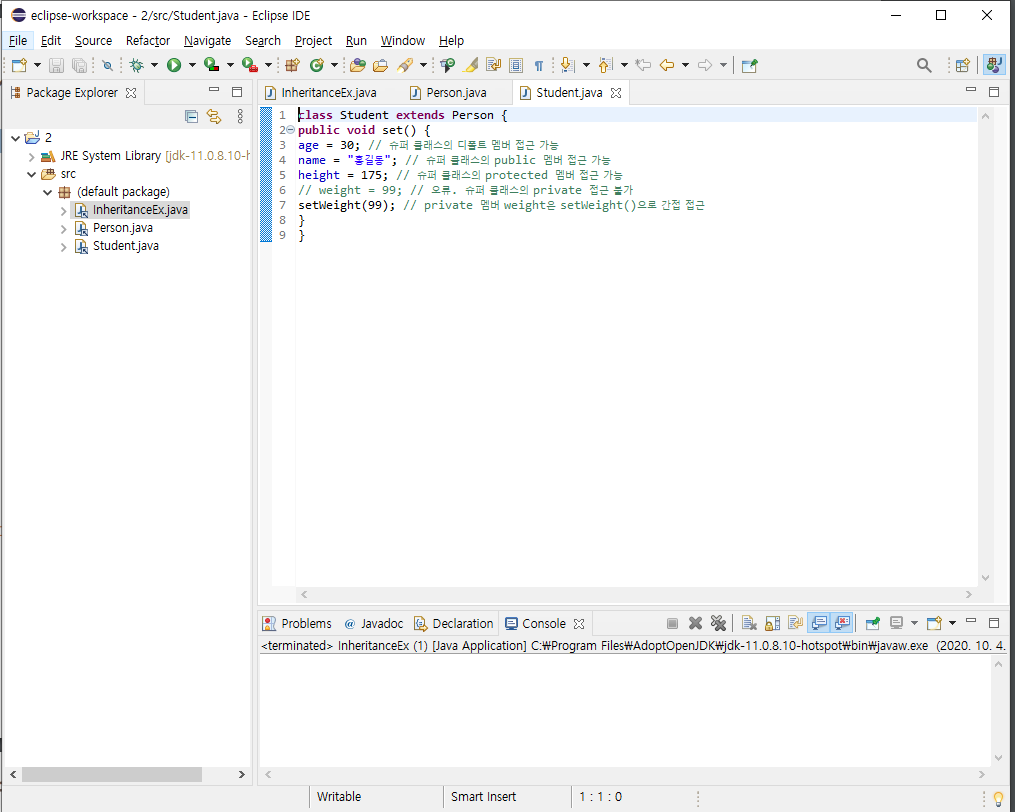 eclipse-workspace - 2/src/Student.java - Eclipse IDE
File Edit Source Refactor Navigate Search Project Run Window Help
Package Explorer
2
JRE System Library [jdk-11.0.8.10-h
src
(default package)
InheritanceEx.java
Person.java
Student.java
InheritanceEx.java Person.java Student.java
1 class Student extends Person {
2 public void set() {
3 age = 30; // 슈퍼 클래스의 디폴트 멤버 접근 가능
4 name = "홍길동"; // 슈퍼 클래스의 public 멤버 접근 가능
5 height = 175; // 슈퍼 클래스의 protected 멤버 접근 가능
6 // weight = 99; // 오류. 슈퍼 클래스의 private 접근 불가
7 setWeight(99); // private 멤버 weight은 setWeight()으로 간접 접근
8 }
9 }
Problems @ Javadoc Declaration Console
<terminated> InheritanceEx (1) [Java Application] C:₩Program Files₩AdoptOpenJDK₩jdk-11.0.8.10-hotspot₩bin₩javaw.exe (2020. 10. 4.
Writable Smart Insert 1 : 1 : 0